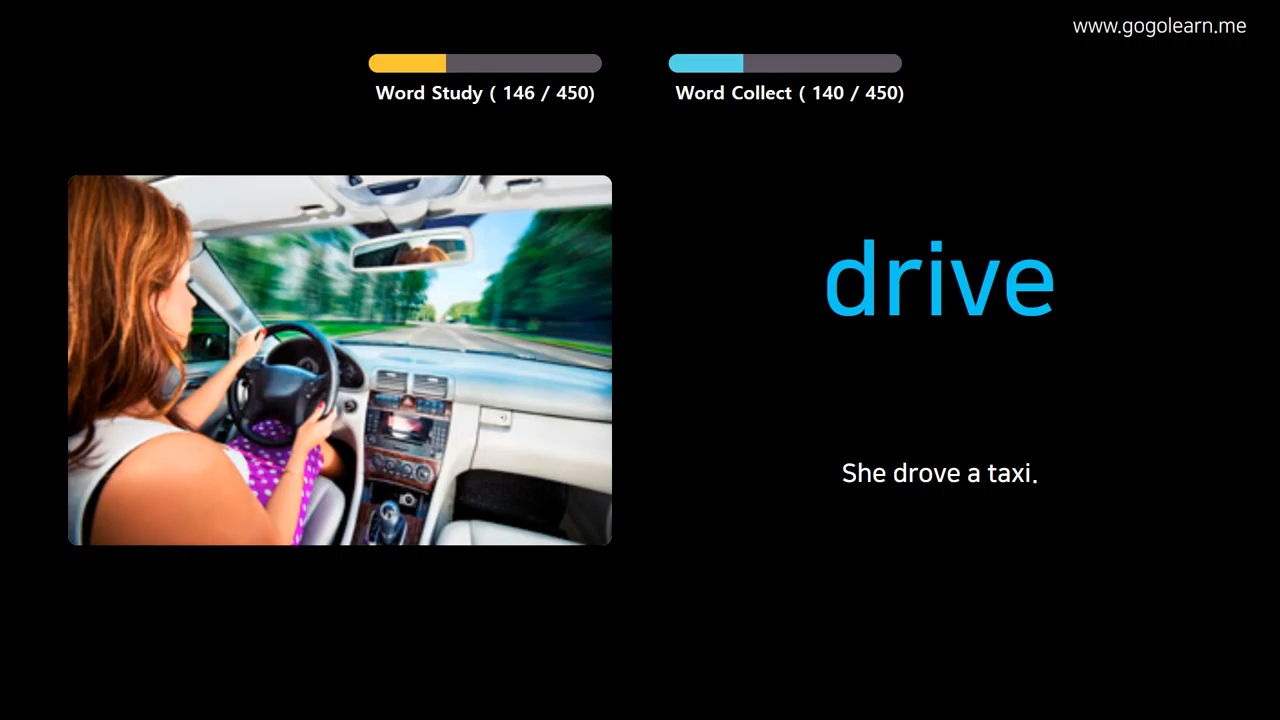 www.gogolearn.me
Word Study ( 146 / 450)
Word Collect ( 140 / 450)
drive
She drove a taxi.